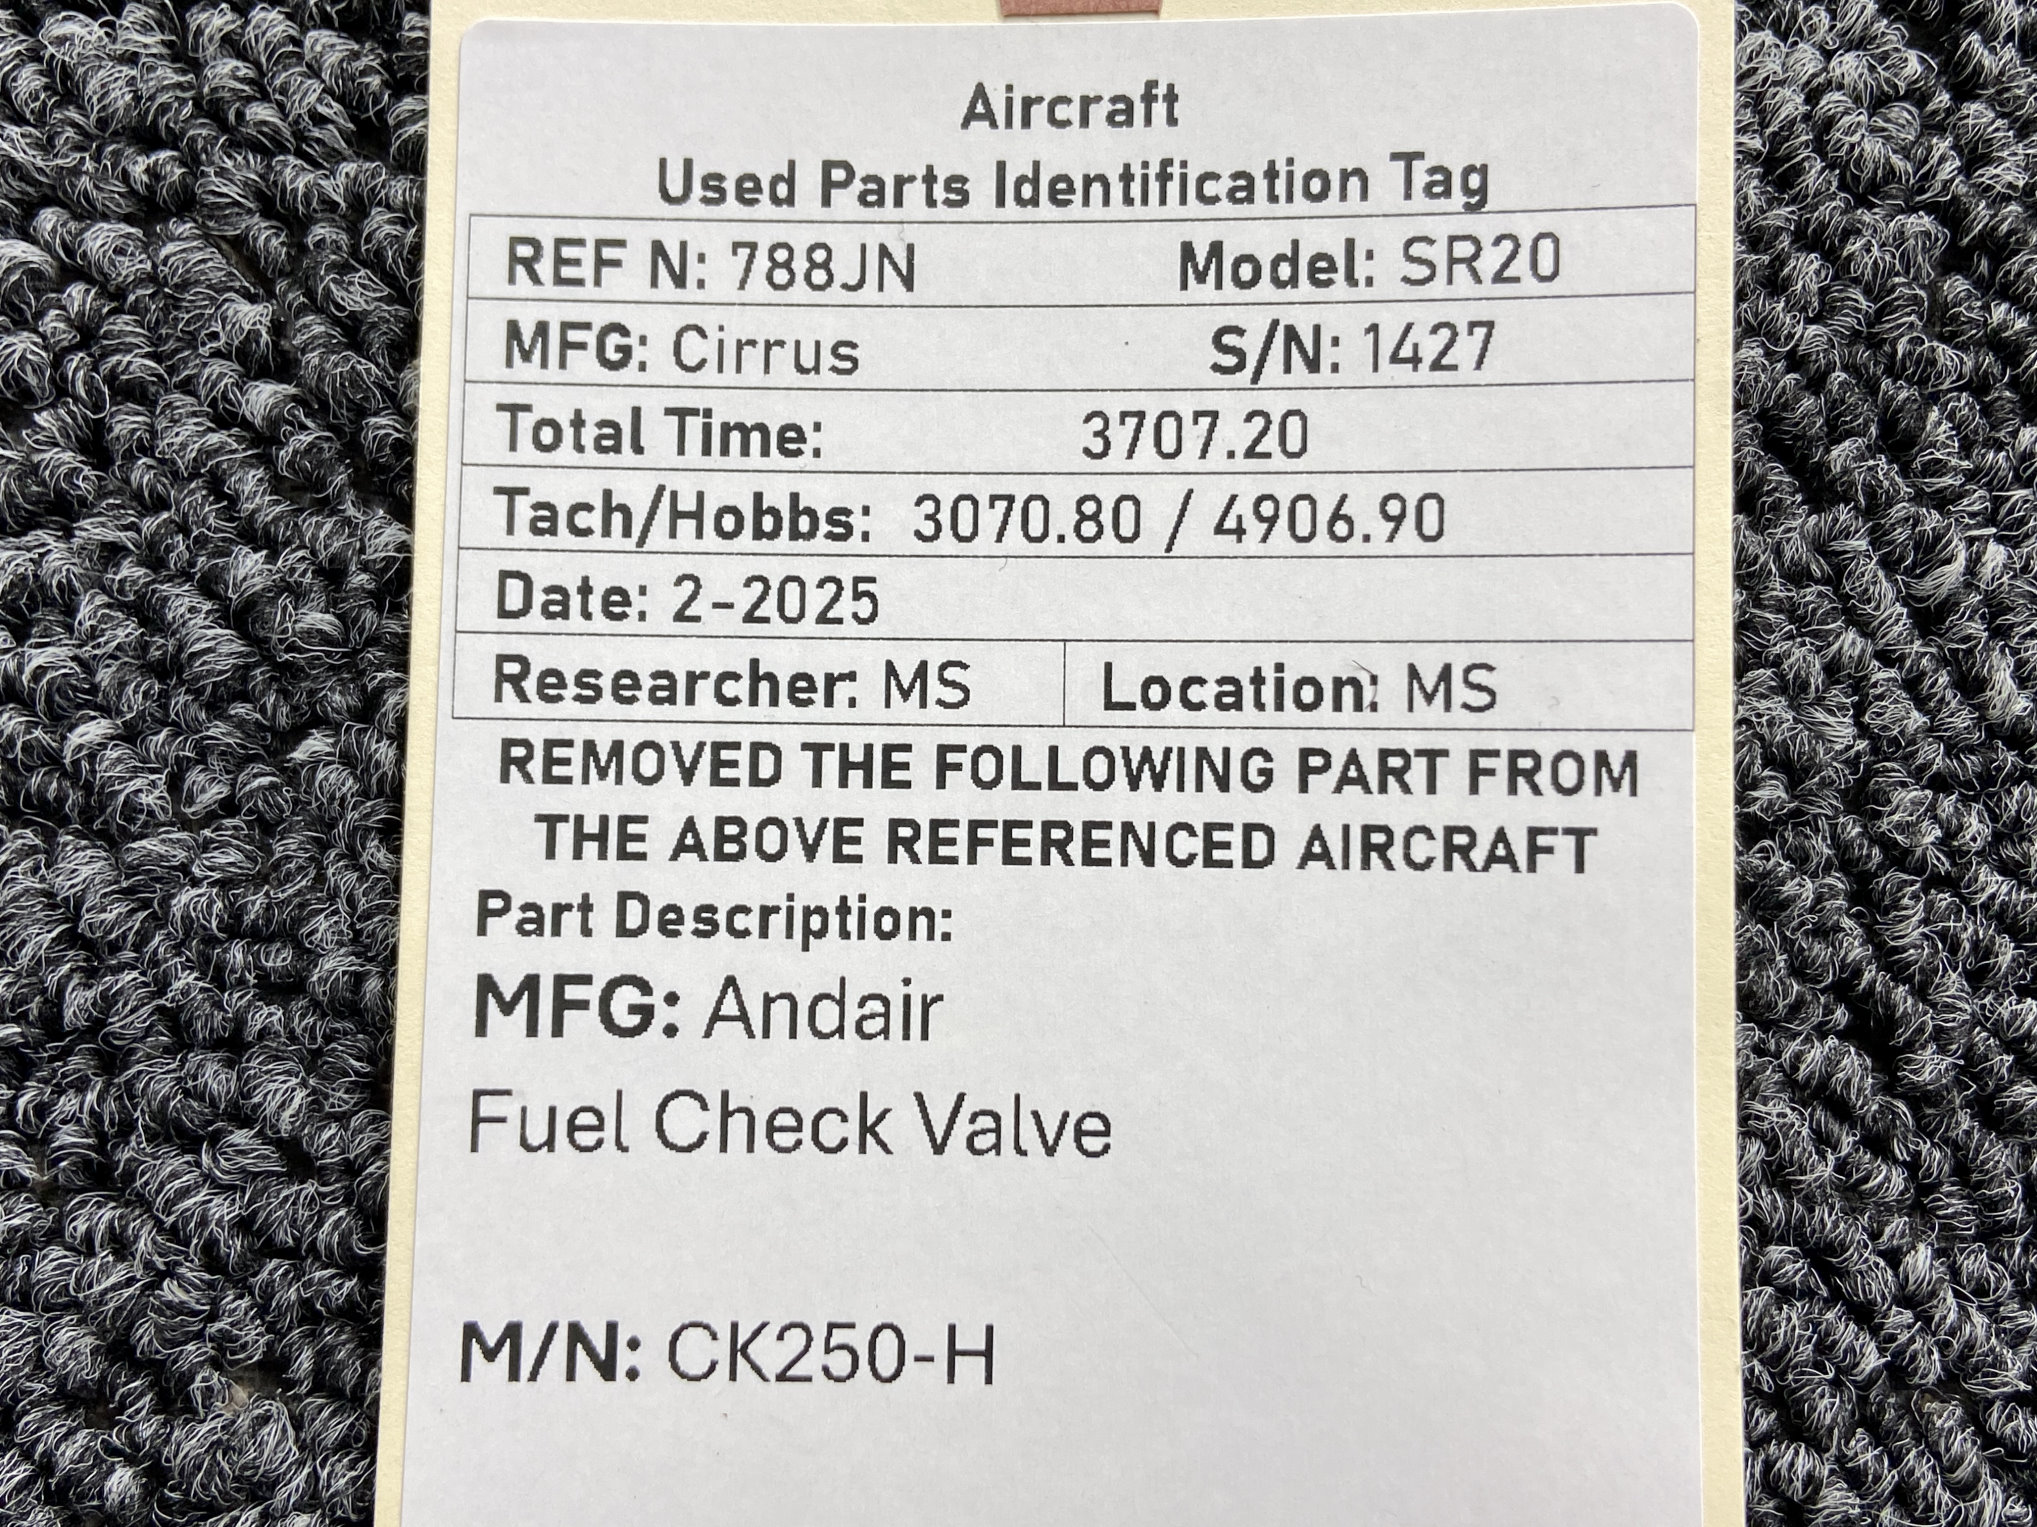 Aircraft
Used Parts Identification Tag
REF N: 788JN Model: SR20
MFG: Cirrus S/N: 1427
Total Time: 3707.20
Tach/Hobbs: 3070.80 / 4906.90
Date: 2-2025
Researcher: MS Location: MS
REMOVED THE FOLLOWING PART FROM
THE ABOVE REFERENCED AIRCRAFT
Part Description:
MFG: Andair
Fuel Check Valve
M/N: CK250-H